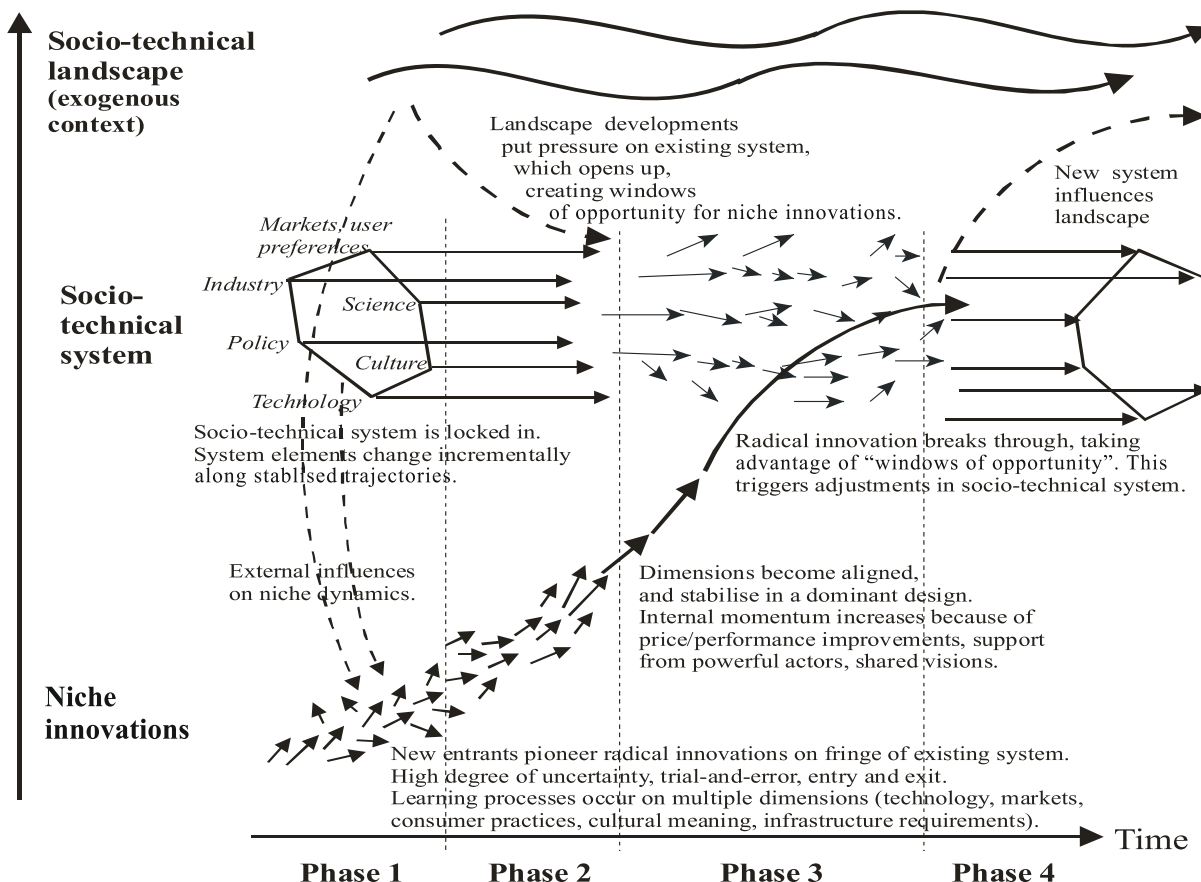 Socio-technical
landscape
(exogenous
context)
Landscape developments
put pressure on existing system,
which opens up,
creating windows
of opportunity for niche innovations.
New system
influences
landscape
Markets, user
preferences
Industry
Science
Policy
Culture
Technology
Socio-
technical
system
Socio-technical system is locked in.
System elements change incrementally
along stablised trajectories.
Radical innovation breaks through, taking
advantage of “windows of opportunity”. This
triggers adjustments in socio-technical system.
External influences
on niche dynamics.
Dimensions become aligned,
and stabilise in a dominant design.
Internal momentum increases because of
price/performance improvements, support
from powerful actors, shared visions.
Niche
innovations
New entrants pioneer radical innovations on fringe of existing system.
High degree of uncertainty, trial-and-error, entry and exit.
Learning processes occur on multiple dimensions (technology, markets,
consumer practices, cultural meaning, infrastructure requirements).
Time
Phase 1
Phase 2
Phase 3
Phase 4